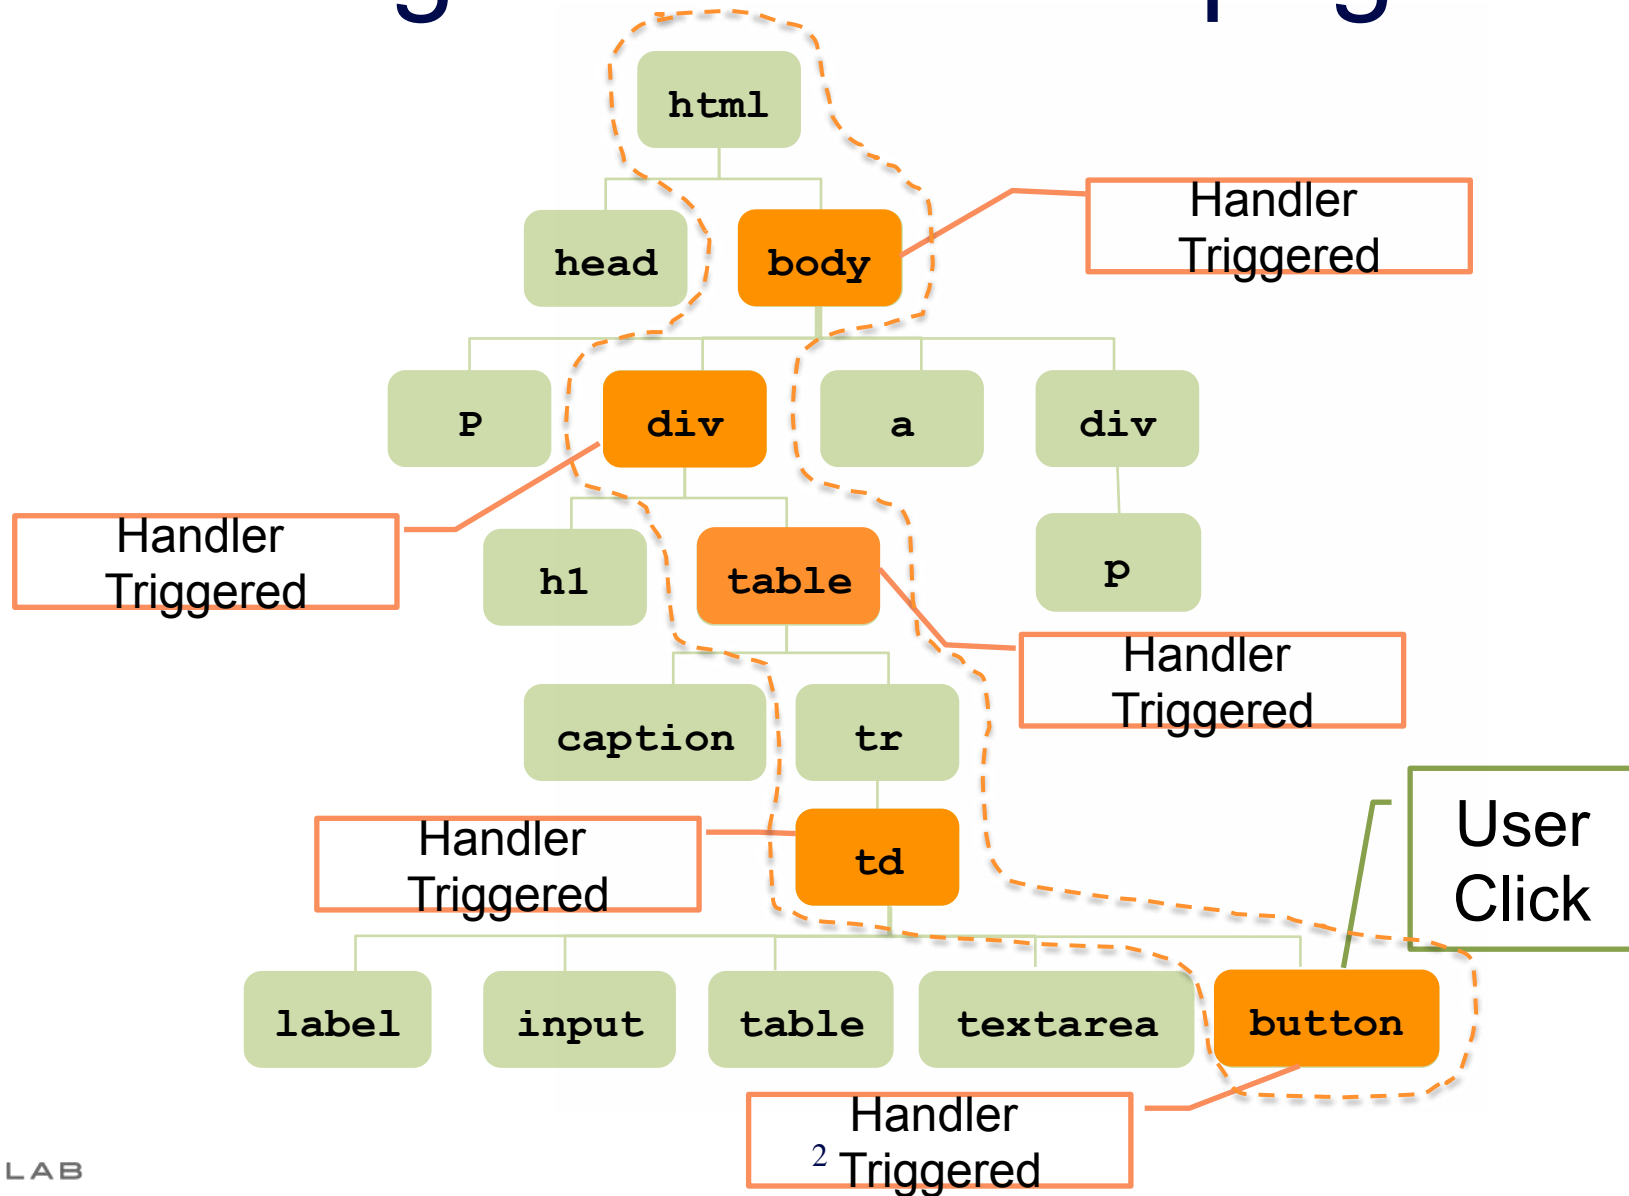 html
Handler
Triggered
head
body
P
div
a
div
Handler
Triggered
h1
table
p
Handler
Triggered
caption
tr
User
Click
Handler
Triggered
td
label
input
table
textarea
button
Handler
2
Triggered
LAB